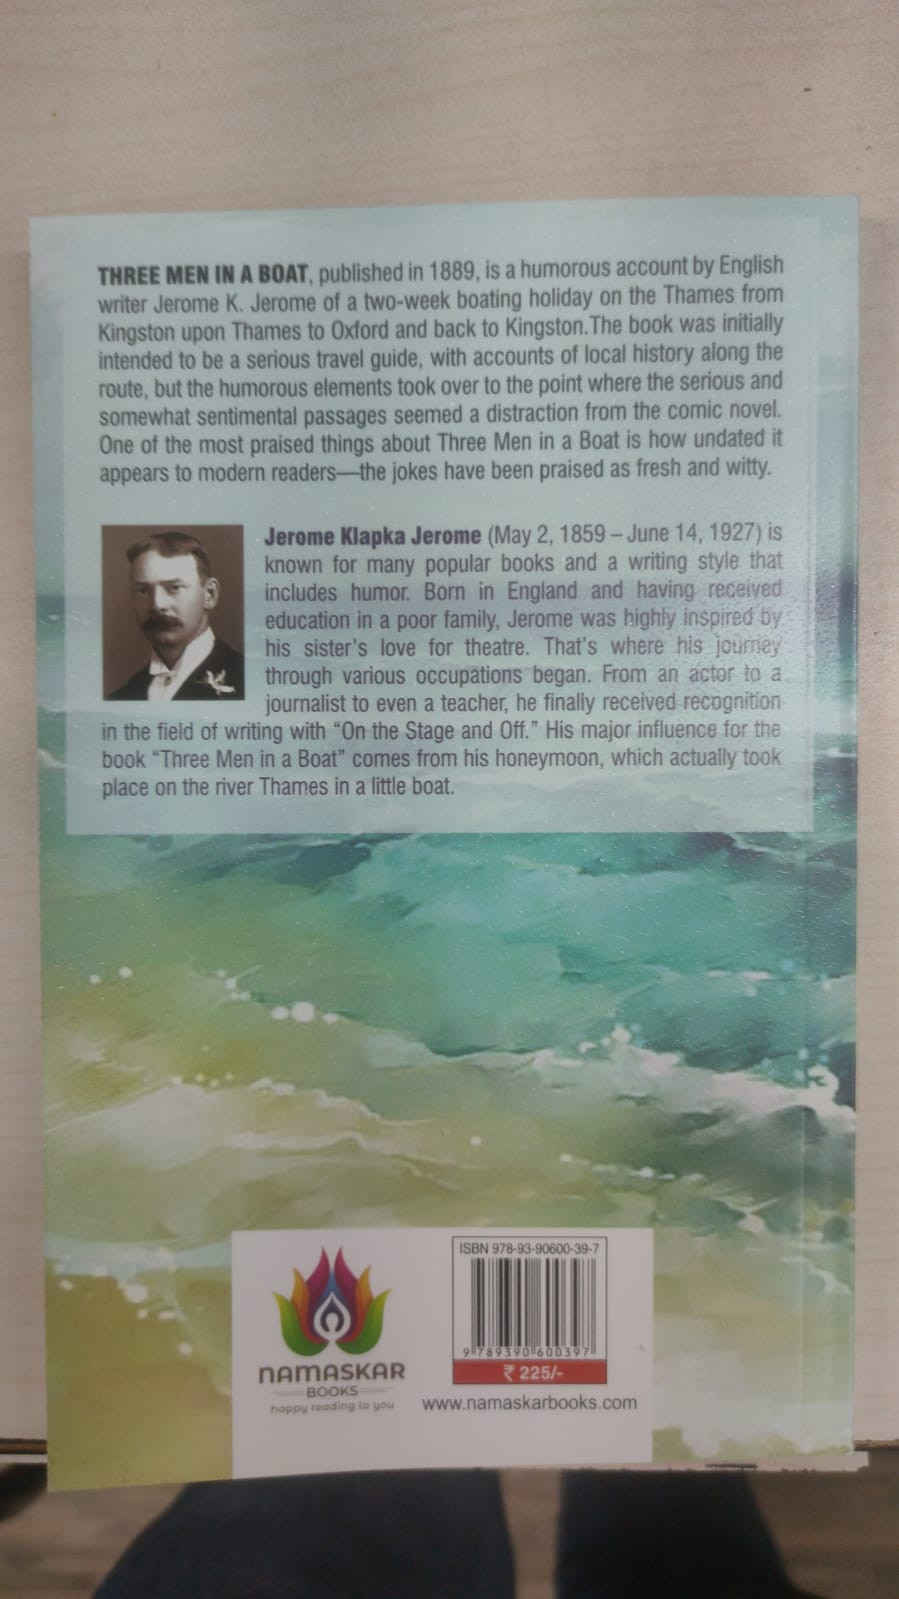 THREE MEN IN A BOAT, published in 1889, is a humorous account by English
writer Jerome K. Jerome of a two-week boating holiday on the Thames from
Kingston upon Thames to Oxford and back to Kingston.The book was initially
intended to be a serious travel guide, with accounts of local history along the
route, but the humorous elements took over to the point where the serious and
somewhat sentimental passages seemed a distraction from the comic novel.
One of the most praised things about Three Men in a Boat is how undated it
appears to modern readers—the jokes have been praised as fresh and witty.
Jerome Klapka Jerome (May 2, 1859 – June 14, 1927) is
known for many popular books and a writing style that
includes humor. Born in England and having received
education in a poor family, Jerome was highly inspired by
his sister's love for theatre. That's where his journey
through various occupations began. From an actor to a
journalist to even a teacher, he finally received recognition
in the field of writing with “On the Stage and Off.” His major influence for the
book “Three Men in a Boat” comes from his honeymoon, which actually took
place on the river Thames in a little boat.
NAMASKAR
BOOKS
happy reading to you
ISBN 978-93-90600-39-7
9 789390 600397
₹ 225/-
www.namaskarbooks.com